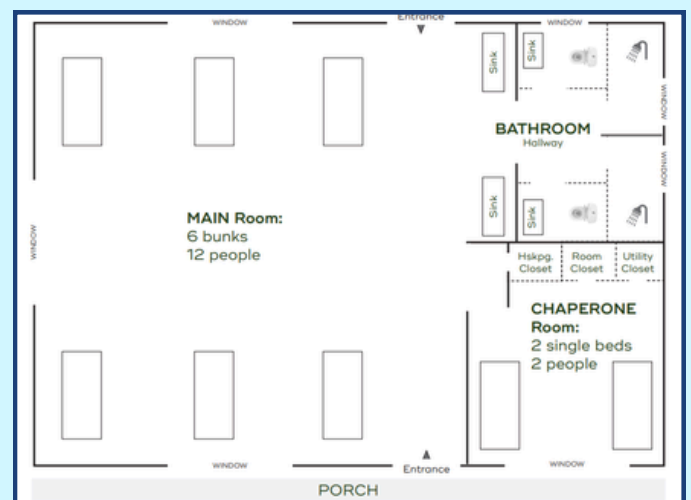 WINDOW
Entrance
WINDOW
Sink
Sink
WINDOW
BATHROOM
Hallway
WINDOW
Sink
Sink
WINDOW
MAIN Room:
6 bunks
12 people
Hskpg.
Closet
Room
Closet
Utility
Closet
CHAPERONE
Room:
2 single beds
2 people
WINDOW
Entrance
WINDOW
PORCH